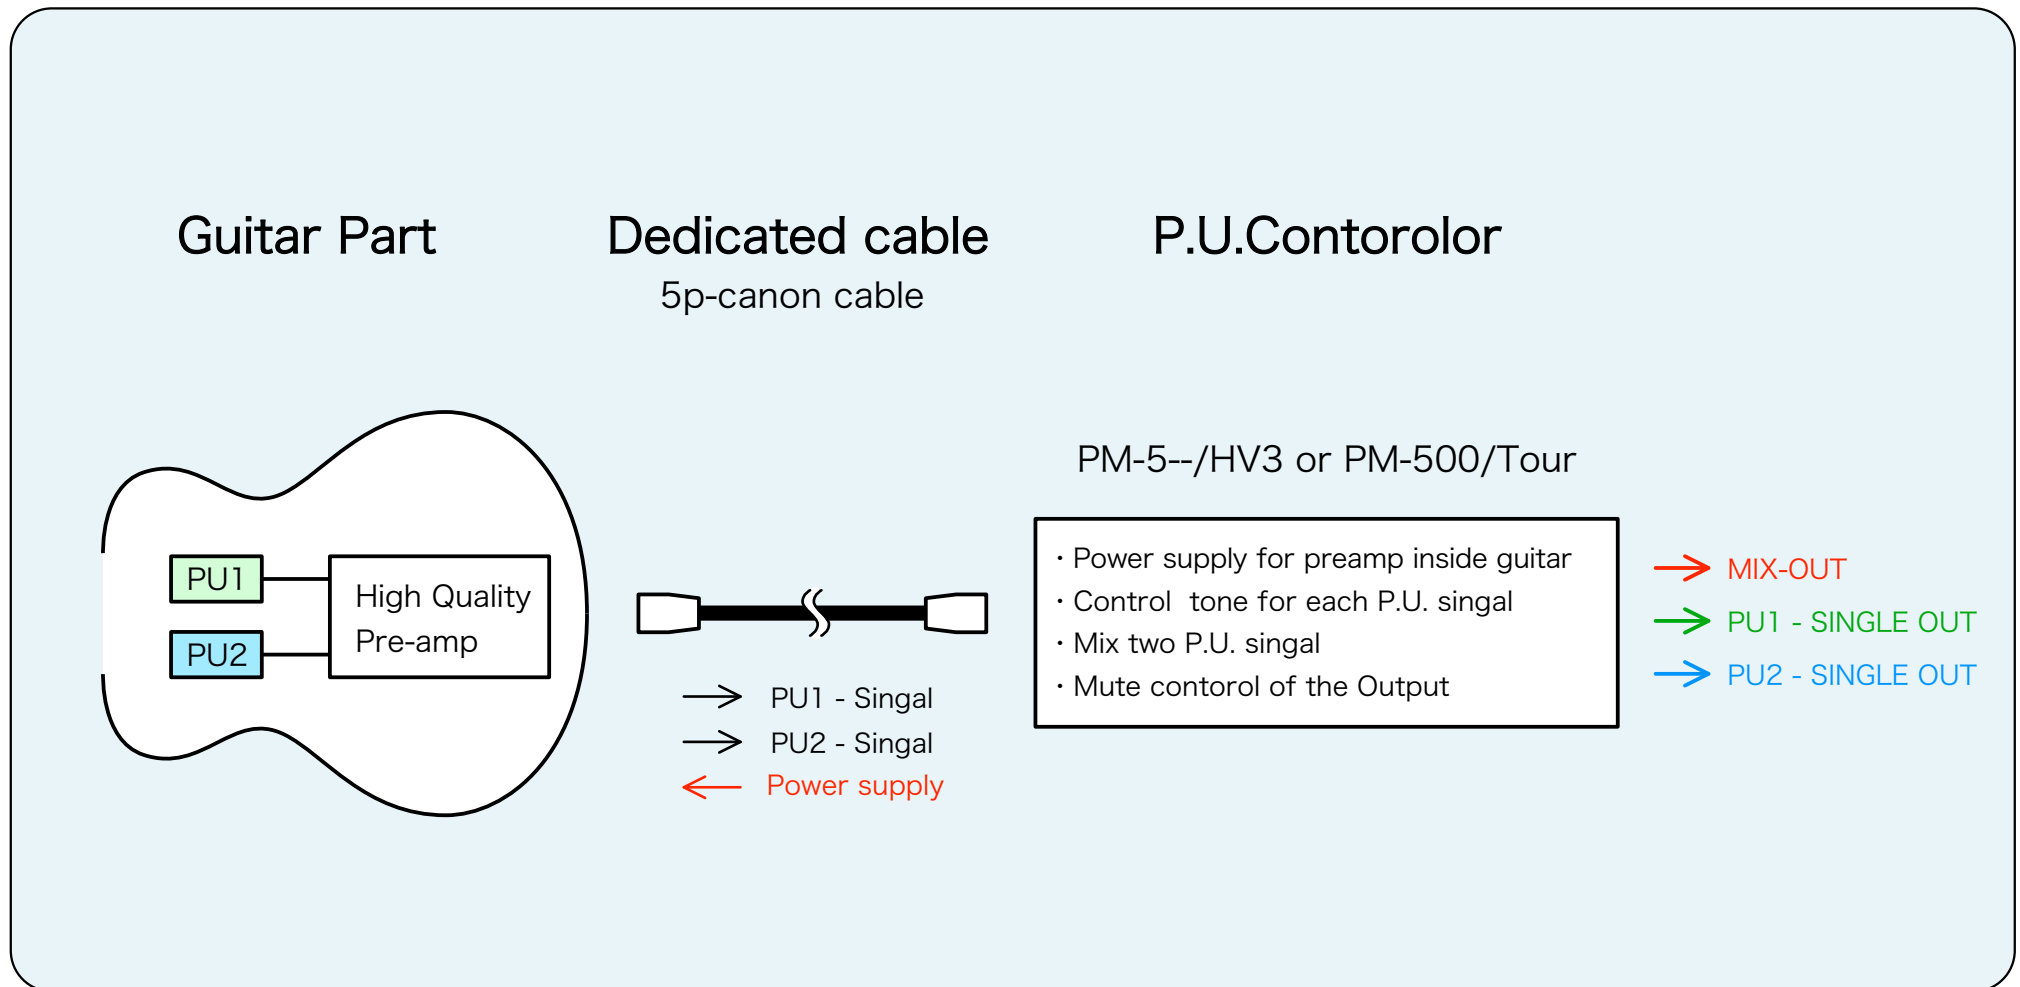 Guitar Part
Dedicated cable
5p-canon cable
P.U.Contorolor
PU1
PU2
High Quality
Pre-amp
PU1 - Singal
PU2 - Singal
Power supply
PM-5--/HV3 or PM-500/Tour
・Power supply for preamp inside guitar
・Control  tone for each P.U. singal
・Mix two P.U. singal
・Mute contorol of the Output
MIX-OUT
PU1 - SINGLE OUT
PU2 - SINGLE OUT